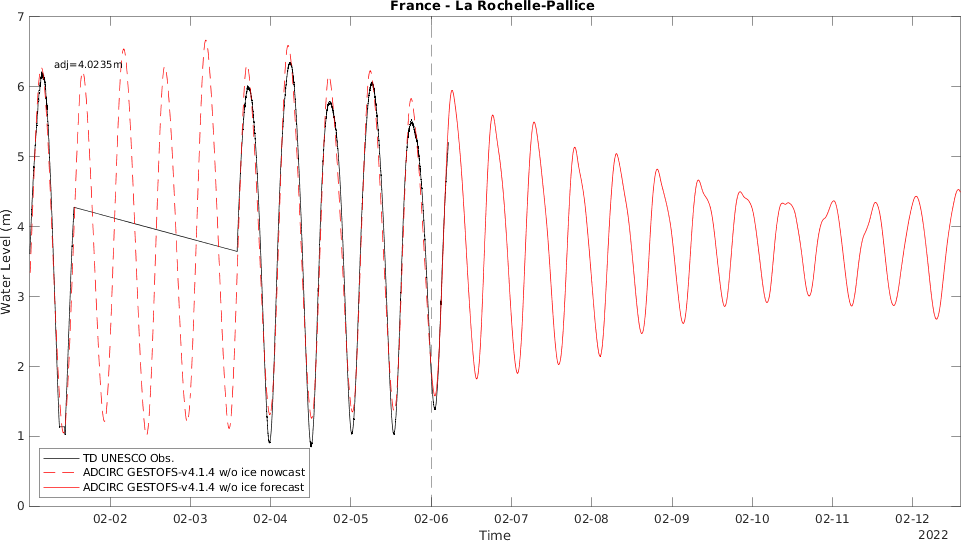 France - La Rochelle-Pallice
adj=4.0235m
Water Level (m)
7
6
5
4
3
2
1
0
TD UNESCO Obs.
ADCIRC GESTOFS-v4.1.4 w/o ice nowcast
ADCIRC GESTOFS-v4.1.4 w/o ice forecast
02-02 02-03 02-04 02-05 02-06 02-07 02-08 02-09 02-10 02-11 02-12
Time
2022